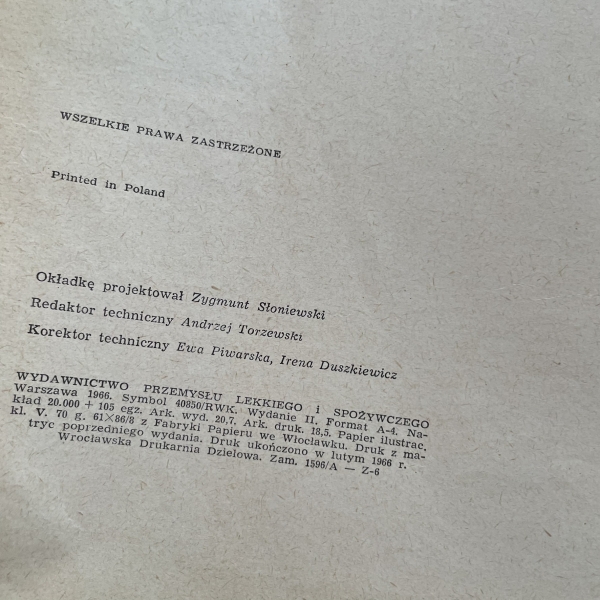 WSZELKIE PRAWA ZASTRZEŻONE
Printed in Poland
Okładkę projektował Zygmunt Słoniewski
Redaktor techniczny Andrzej Torzewski
Korektor techniczny Ewa Piwarska, Irena Duszkiewicz
WYDAWNICTWO PRZEMYSŁU LEKKIEGO i SPOŻYWCZEGO
Warszawa 1966. Symbol 40850/RWK. Wydanie II. Format A-4. Na-
kład 20.000 + 105 egz. Ark. wyd. 20,7. Ark. druk. 18,5. Papier ilustrac.
kl. V. 70 g. 61×86/8 z Fabryki Papieru we Włocławku. Druk z ma-
tryc poprzedniego wydania. Druk ukończono w lutym 1966 r.
Wrocławska Drukarnia Dziełowa. Zam. 1596/A — Z-6